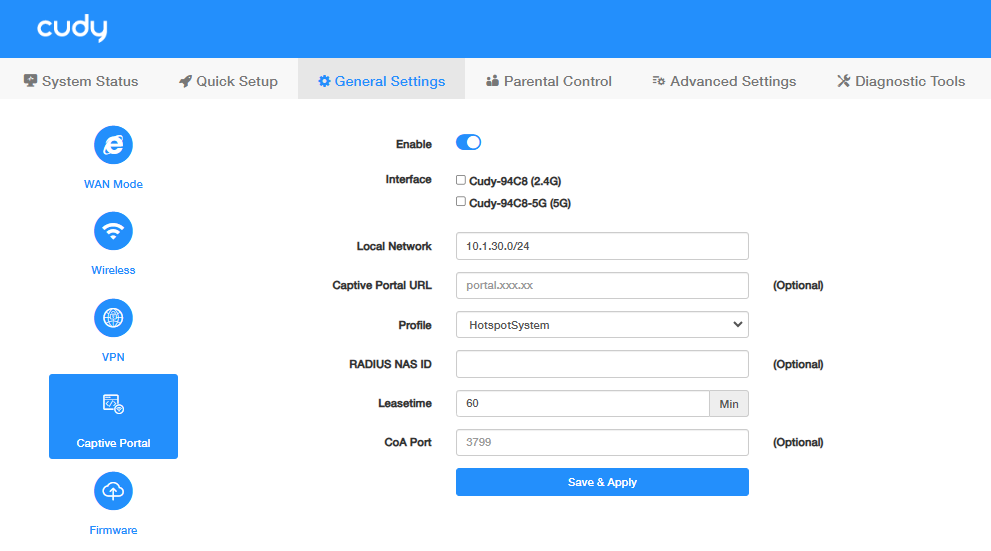 cudy
System Status Quick Setup General Settings Parental Control Advanced Settings Diagnostic Tools
WAN Mode
Wireless
VPN
Captive Portal
Firmware
Enable
Interface Cudy-94C8 (2.4G)
Cudy-94C8-5G (5G)
Local Network 10.1.30.0/24
Captive Portal URL portal.xxx.xx (Optional)
Profile HotspotSystem
RADIUS NAS ID (Optional)
Leasetime 60 Min
CoA Port 3799 (Optional)
Save & Apply